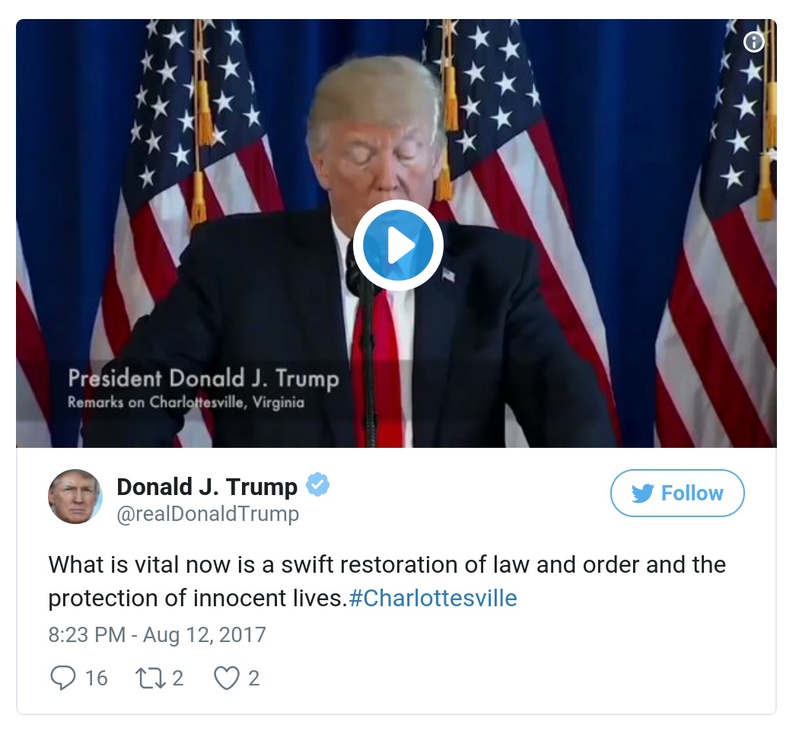 President Donald J. Trump
Remarks on Charlottesville, Virginia
Donald J. Trump
@realDonaldTrump
Follow
What is vital now is a swift restoration of law and order and the
protection of innocent lives.#Charlottesville
8:23 PM - Aug 12, 2017
16 2 2